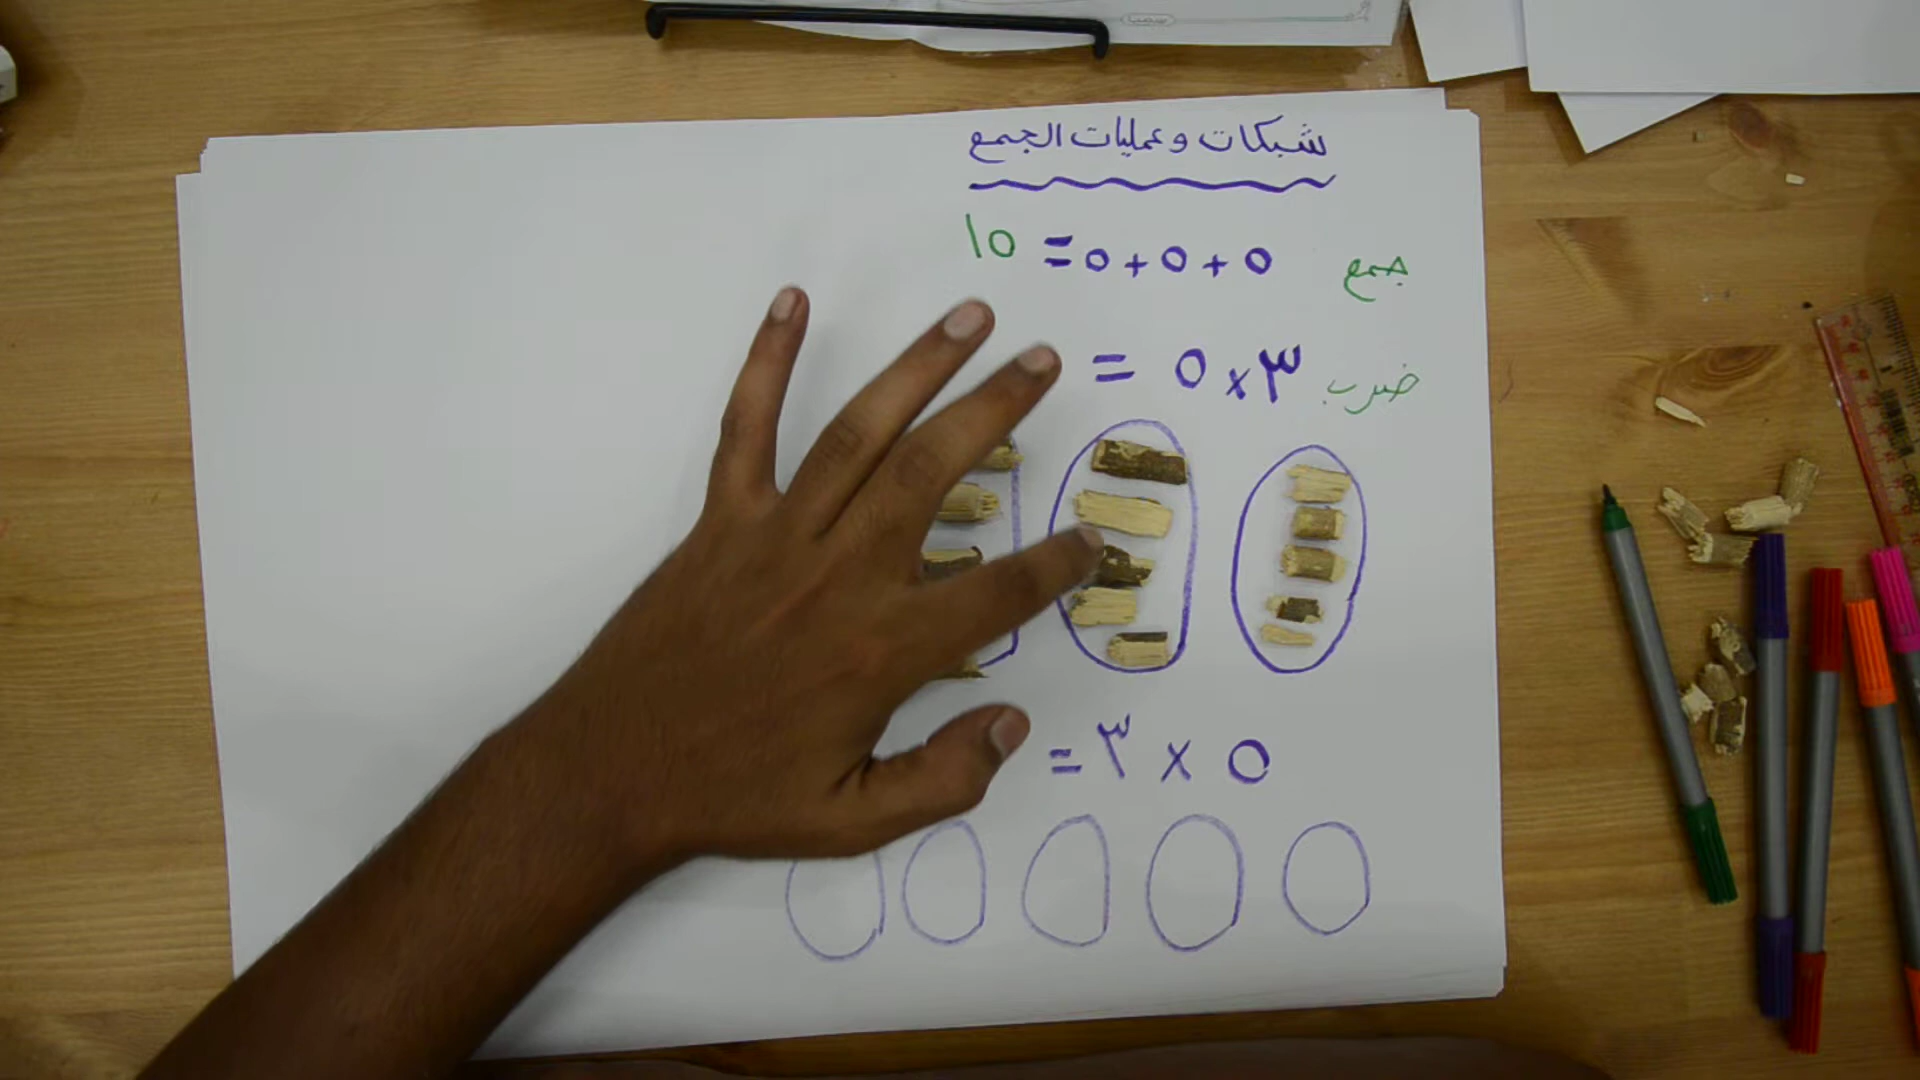 شبكات وعمليات الجمع
جمع ٥ + ٥ + ٥ = ١٥
ضرب ٣ × ٥ =
٥ × ٣ =